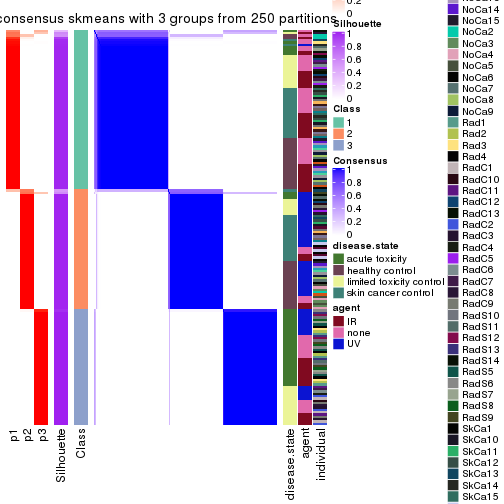 consensus skmeans with 3 groups from 250 partitions
p1
p2
p3
Silhouette
Class
disease.state
agent
individual
0.2
0
Silhouette
1
0.8
0.6
0.4
0.2
0
Class
1
2
3
Consensus
1
0.8
0.6
0.4
0.2
0
disease.state
acute toxicity
healthy control
limited toxicity control
skin cancer control
agent
IR
none
UV
NoCa14
NoCa15
NoCa2
NoCa3
NoCa4
NoCa5
NoCa6
NoCa7
NoCa8
NoCa9
Rad1
Rad2
Rad3
Rad4
RadC1
RadC10
RadC11
RadC12
RadC13
RadC2
RadC3
RadC4
RadC5
RadC6
RadC7
RadC8
RadC9
RadS10
RadS11
RadS12
RadS13
RadS14
RadS5
RadS6
RadS7
RadS8
RadS9
SkCa1
SkCa10
SkCa11
SkCa12
SkCa13
SkCa14
SkCa15